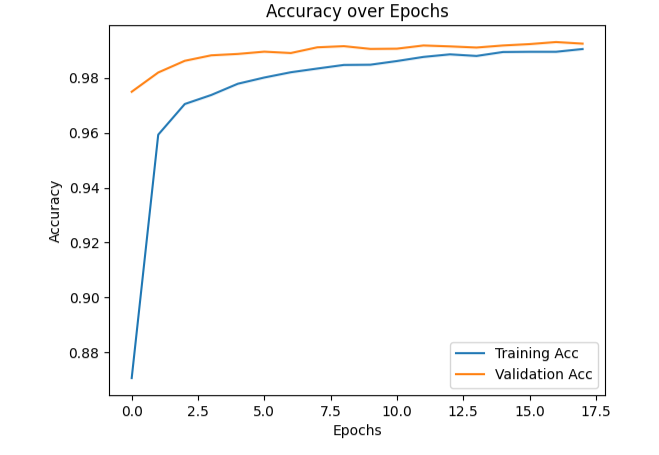 Accuracy over Epochs
Accuracy
0.98
0.96
0.94
0.92
0.90
0.88
Training Acc
Validation Acc
0.0 2.5 5.0 7.5 10.0 12.5 15.0 17.5
Epochs